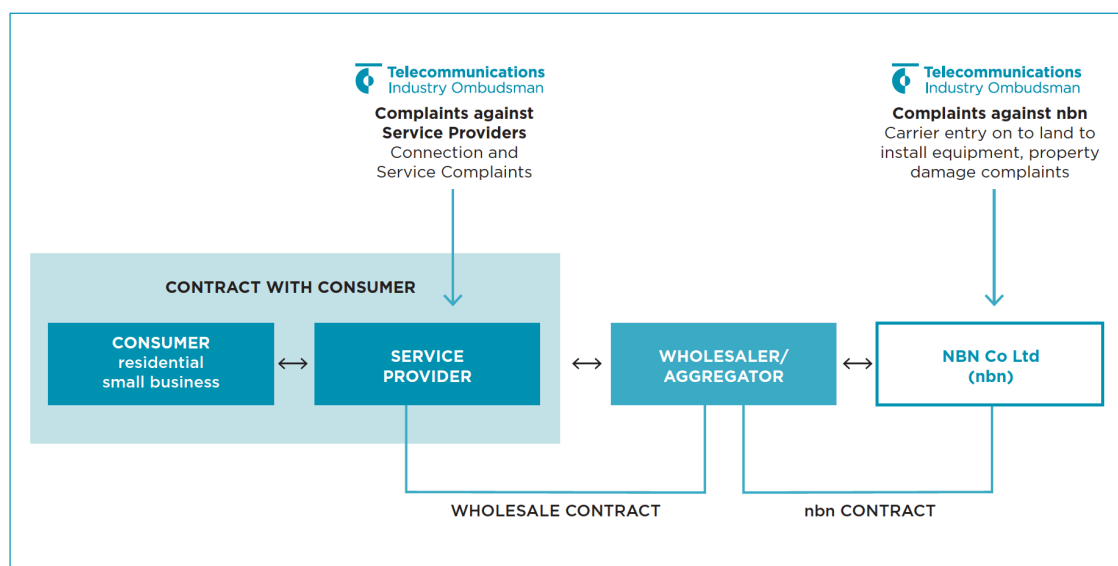 Telecommunications
Industry Ombudsman
Complaints against
Service Providers
Connection and
Service Complaints
Telecommunications
Industry Ombudsman
Complaints against nbn
Carrier entry on to land to
install equipment, property
damage complaints
CONTRACT WITH CONSUMER
CONSUMER
residential
small business
SERVICE
PROVIDER
WHOLESALER/
AGGREGATOR
NBN Co Ltd
(nbn)
WHOLESALE CONTRACT
nbn CONTRACT